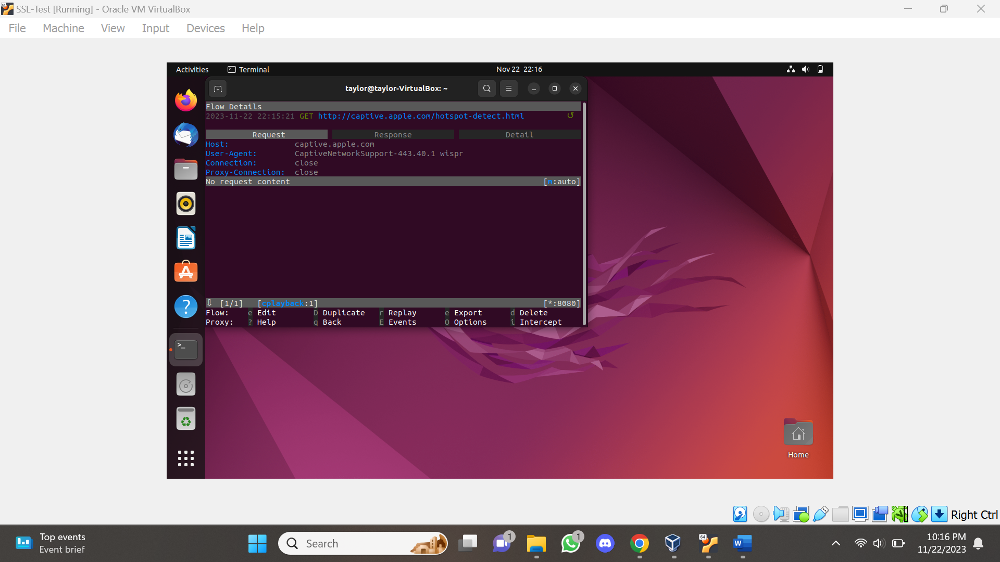 SSL-Test [Running] - Oracle VM VirtualBox
File Machine View Input Devices Help
Activities Terminal Nov 22 22:16
taylor@taylor-VirtualBox: ~
Flow Details
2023-11-22 22:15:21 GET http://captive.apple.com/hotspot-detect.html ↺
Request Response Detail
Host: captive.apple.com
User-Agent: CaptiveNetworkSupport-443.40.1 wispr
Connection: close
Proxy-Connection: close
No request content [m:auto]
⇩ [1/1] [cplayback:1] [*:8080]
Flow: e Edit D Duplicate r Replay e Export d Delete
Proxy: ? Help q Back E Events O Options i Intercept
Home
Right Ctrl
Top events
Event brief
Search
1
1
64
W
10:16 PM
11/22/2023